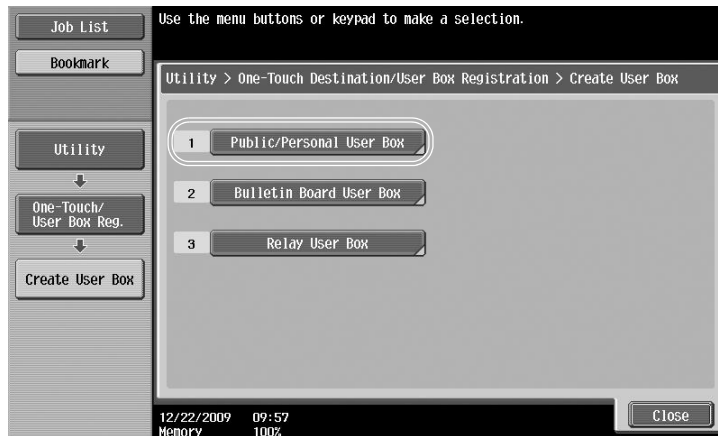 Job List
Bookmark
Utility
One-Touch/
User Box Reg.
Create User Box
Use the menu buttons or keypad to make a selection.
Utility > One-Touch Destination/User Box Registration > Create User Box
1 Public/Personal User Box
2 Bulletin Board User Box
3 Relay User Box
12/22/2009 09:57
Memory 100%
Close